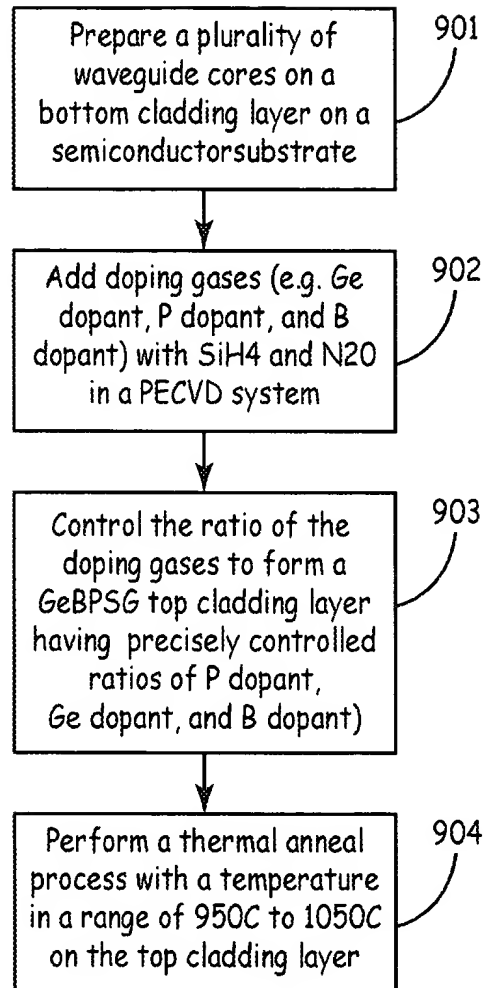 Prepare a plurality of
waveguide cores on a
bottom cladding layer on a
semiconductorsubstrate
901
Add doping gases (e.g. Ge
dopant, P dopant, and B
dopant) with SiH4 and N2O
in a PECVD system
902
Control the ratio of the
doping gases to form a
GeBPSG top cladding layer
having precisely controlled
ratios of P dopant,
Ge dopant, and B dopant)
903
Perform a thermal anneal
process with a temperature
in a range of 950C to 1050C
on the top cladding layer
904